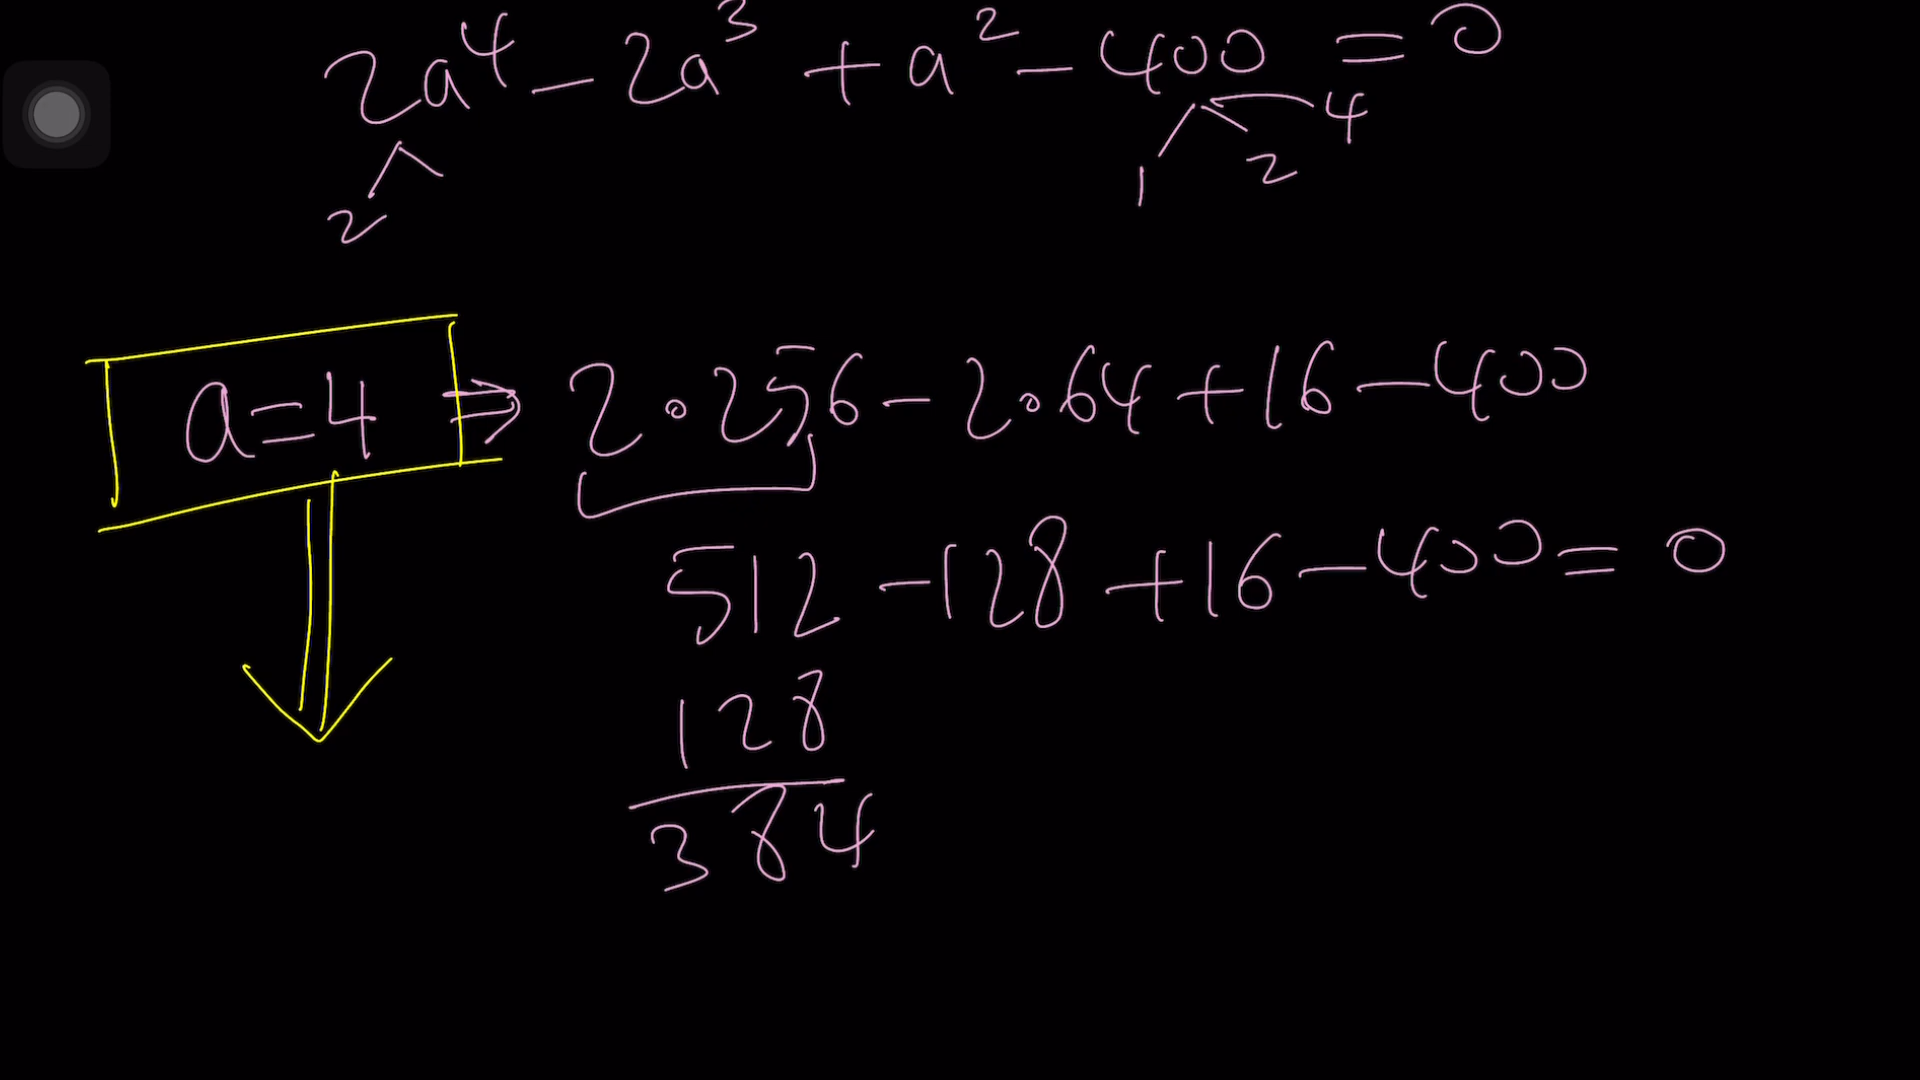 2a⁴ - 2a³ + a² - 400 = 0
2 1 2 4
a=4 ⇒ 2∘256 - 2∘64 + 16 - 400
512 - 128 + 16 - 400 = 0
128
384